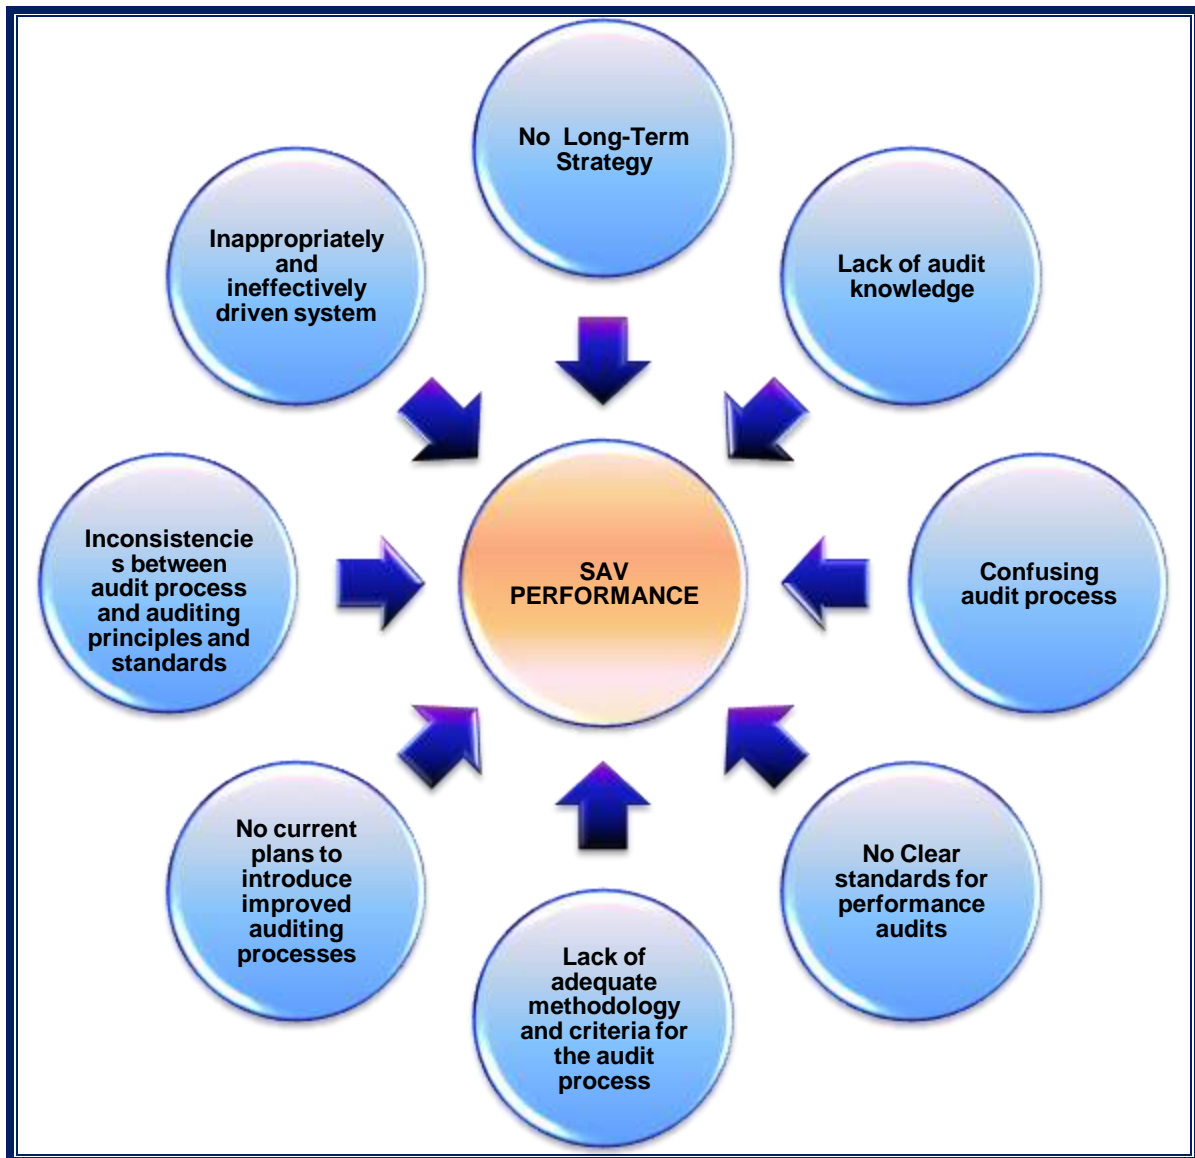 No Long-Term
Strategy
Lack of audit
knowledge
Confusing
audit process
No Clear
standards for
performance
audits
Lack of
adequate
methodology
and criteria for
the audit
process
No current
plans to
introduce
improved
auditing
processes
Inconsistencie
s between
audit process
and auditing
principles and
standards
Inappropriately
and
ineffectively
driven system
SAV
PERFORMANCE